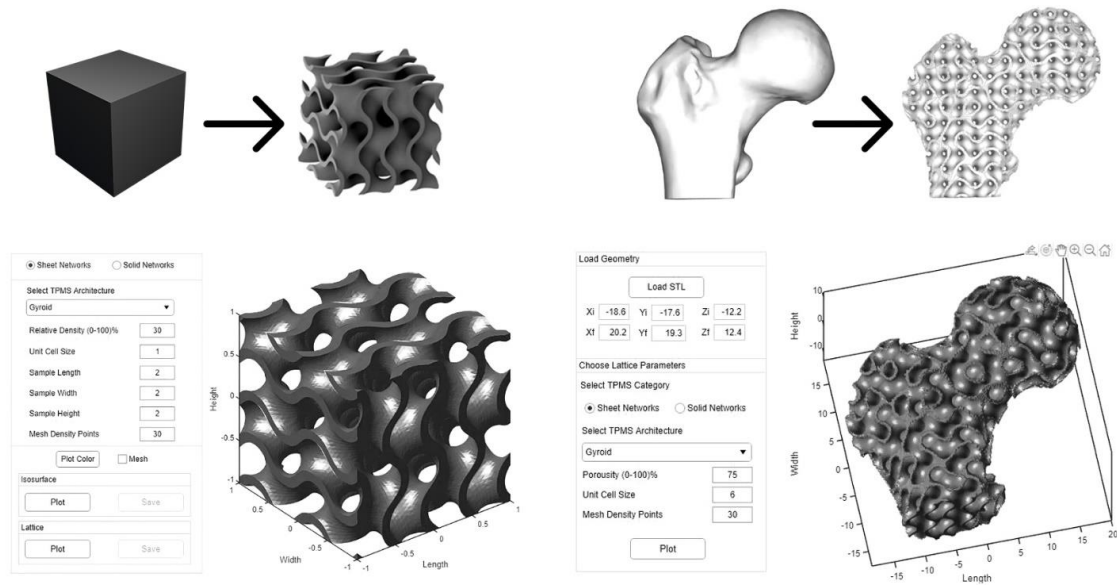 Sheet Networks Solid Networks
Select TPMS Architecture
Gyroid
Relative Density (0-100)% 30
Unit Cell Size 1
Sample Length 2
Sample Width 2
Sample Height 2
Mesh Density Points 30
Plot Color Mesh
Isosurface
Plot Save
Lattice
Plot Save
Height
1
0.5
0
-0.5
-1
1
0.5
0
-0.5
-1
Width
-1
-0.5
0
0.5
1
Length
Load Geometry
Load STL
Xi -18.6 Yi -17.6 Zi -12.2
Xf 20.2 Yf 19.3 Zf 12.4
Choose Lattice Parameters
Select TPMS Category
Sheet Networks Solid Networks
Select TPMS Architecture
Gyroid
Porousity (0-100)% 75
Unit Cell Size 6
Mesh Density Points 30
Plot
Height
10
0
-10
Width
15
10
5
0
-5
-10
-15
-10
-5
0
5
10
15
20
Length